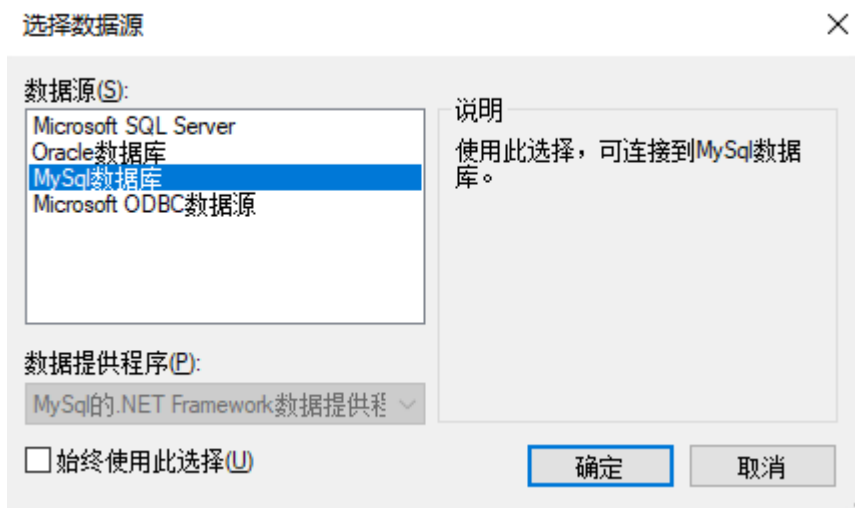 选择数据源
数据源(S):
Microsoft SQL Server
Oracle数据库
MySql数据库
Microsoft ODBC数据源
说明
使用此选择，可连接到MySql数据
库。
数据提供程序(P):
MySql的.NET Framework数据提供程
始终使用此选择(U)
确定
取消